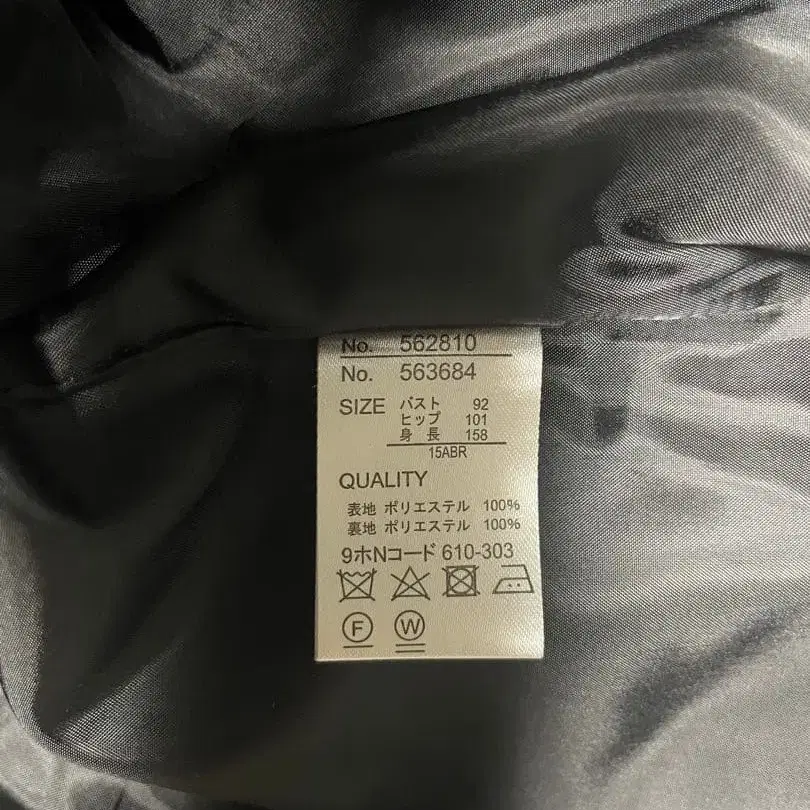 No. 562810
No. 563684
SIZE バスト 92
ヒップ 101
身 長 158
15ABR
QUALITY
表地 ポリエステル 100%
裏地 ポリエステル 100%
9ホNコード 610-303
F W